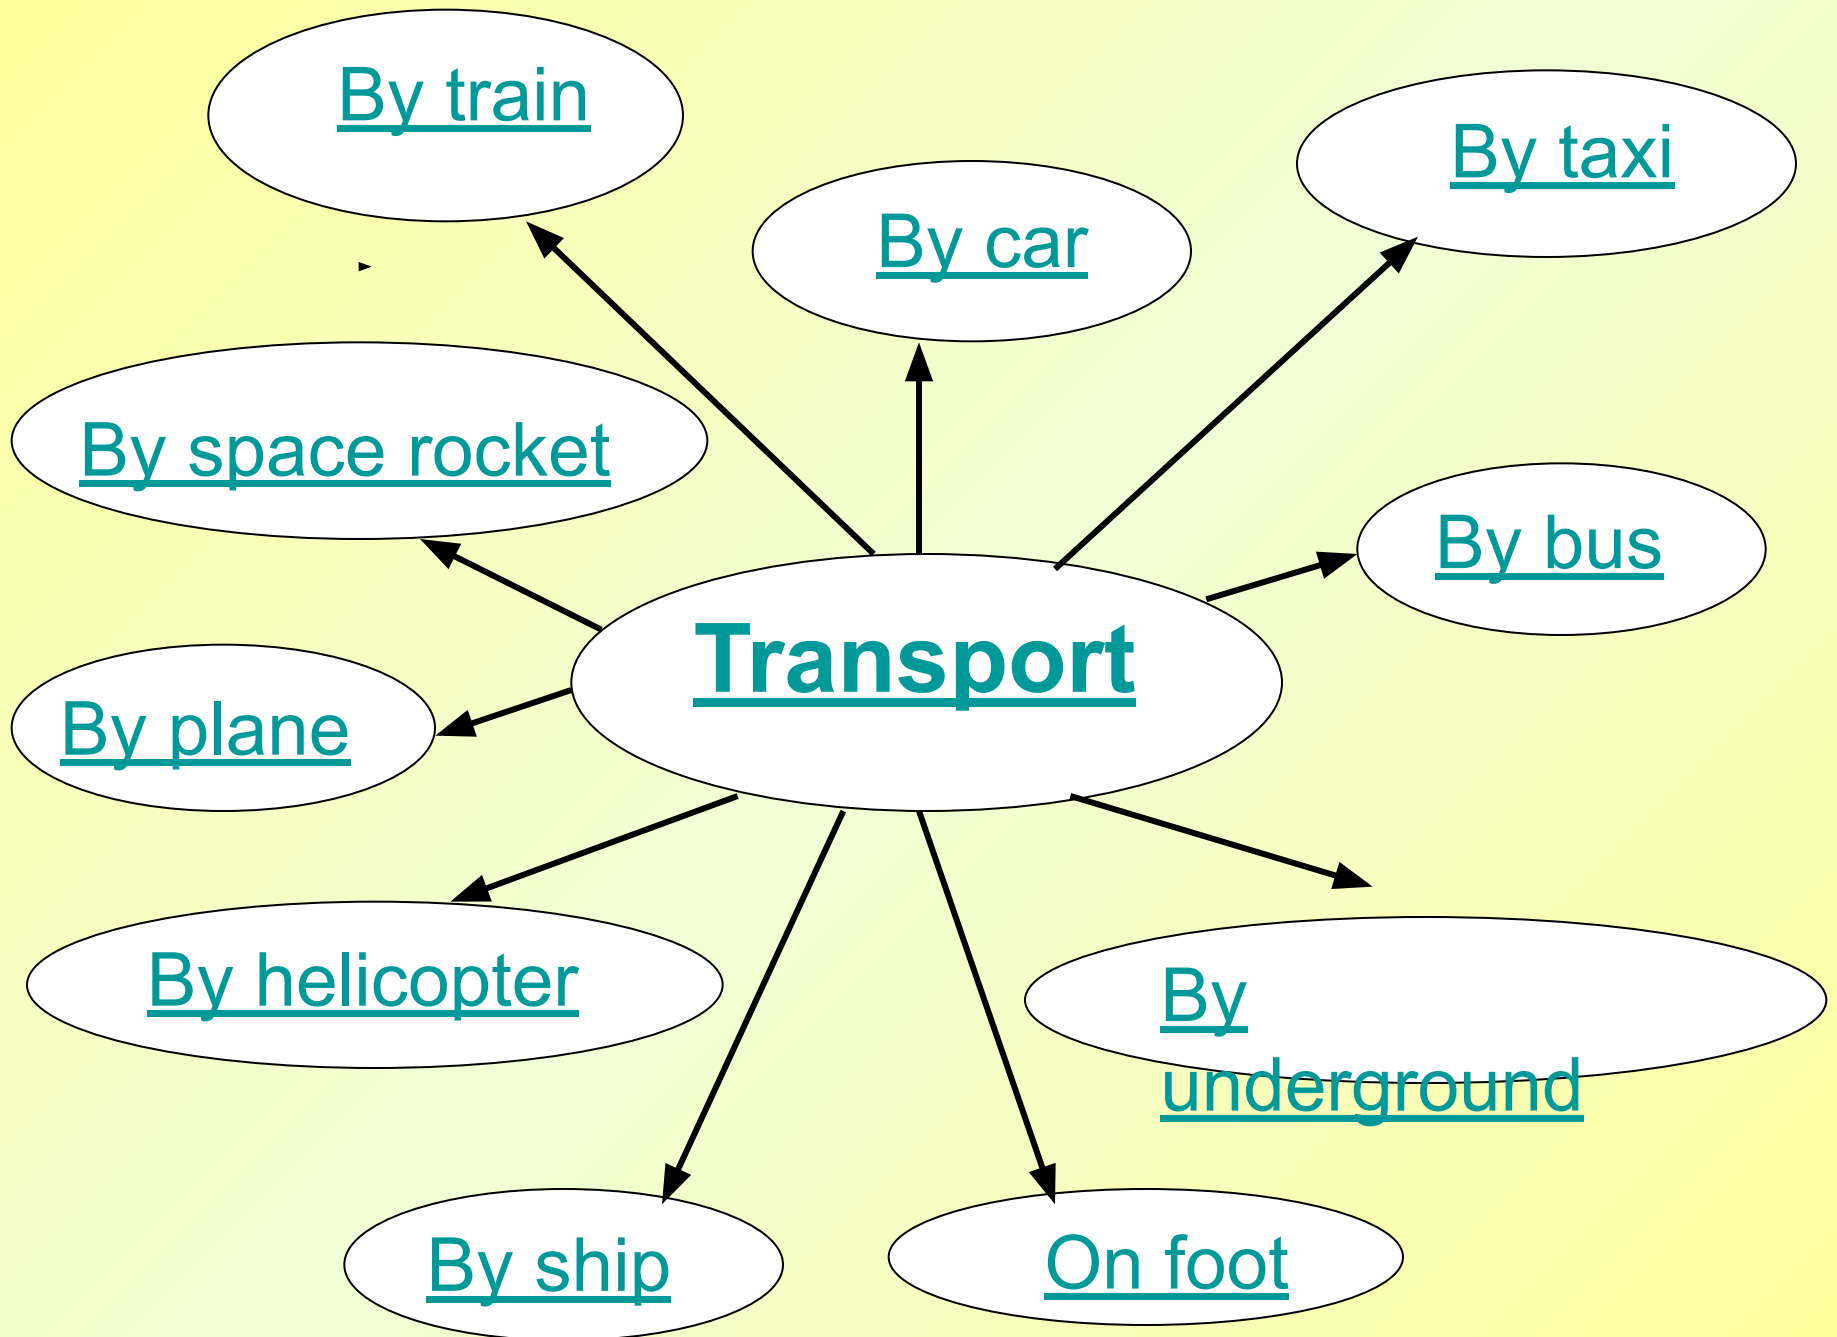 By train
By taxi
By car
By space rocket
By bus
Transport
By plane
By helicopter
By
underground
By ship
On foot